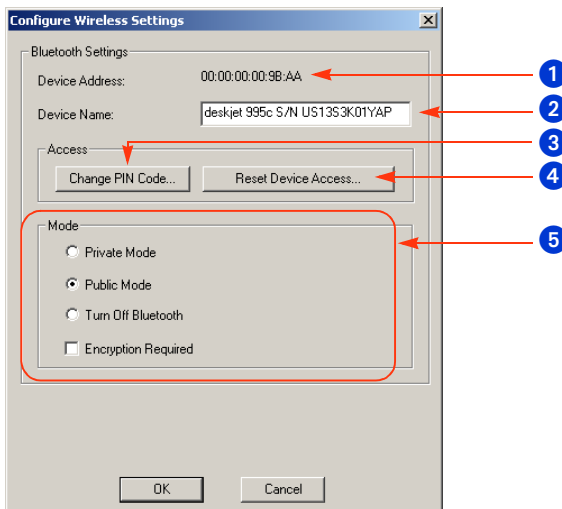 Configure Wireless Settings
Bluetooth Settings
Device Address: 00:00:00:00:9B:AA
1
Device Name: deskjet 995c S/N US13S3K01YAP
2
Access
3
Change PIN Code... Reset Device Access...
4
Mode
5
Private Mode
Public Mode
Turn Off Bluetooth
Encryption Required
OK Cancel